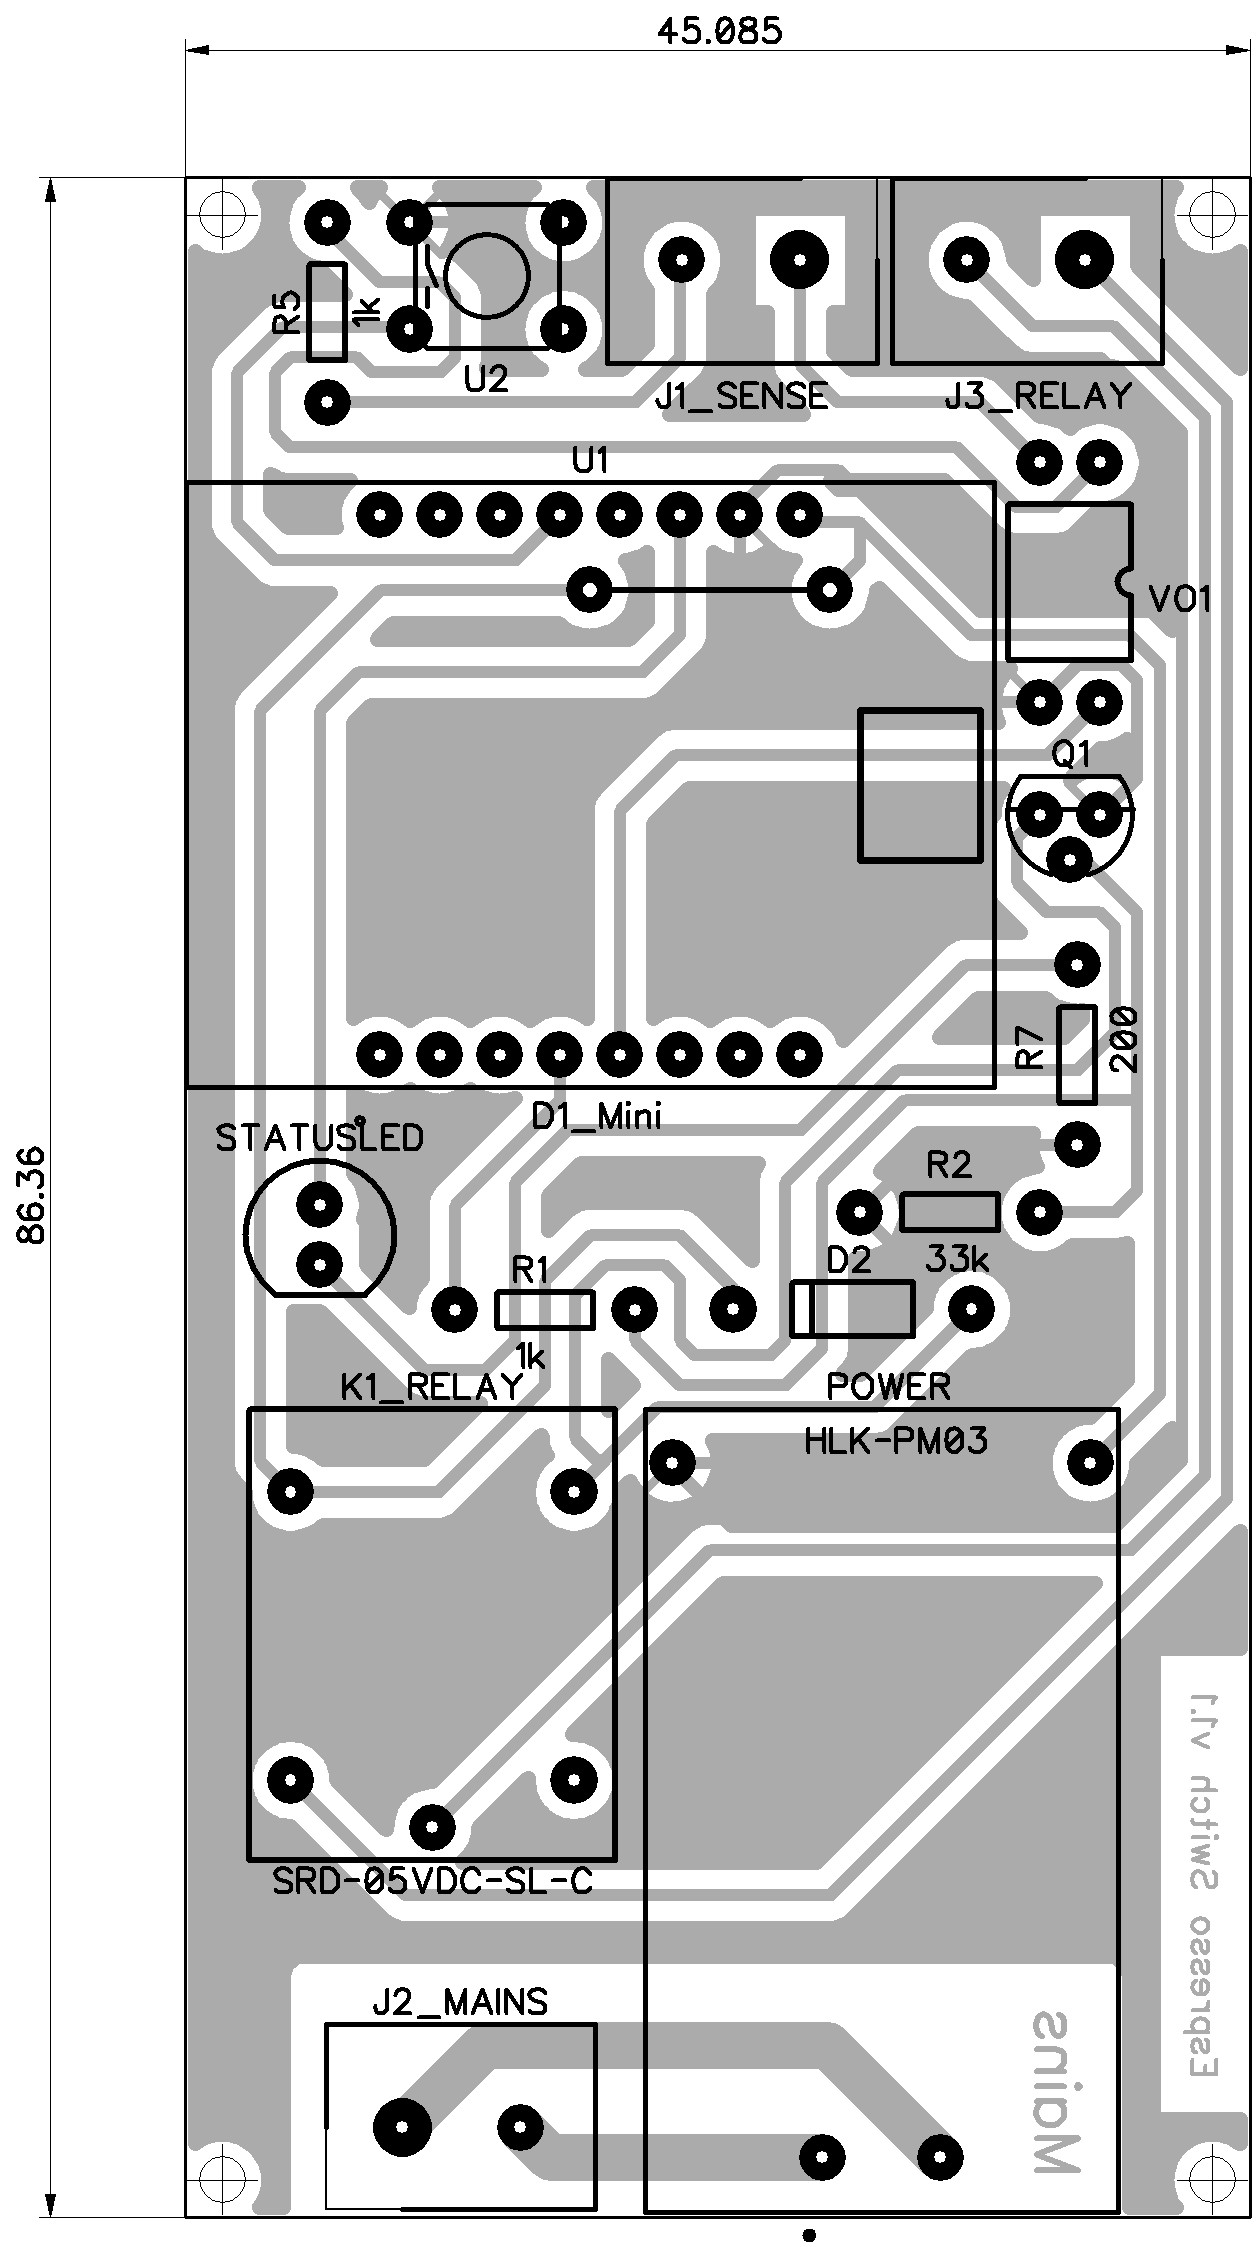 45.085
86.36
R5
1k
U2
J1_SENSE
J3_RELAY
U1
VO1
Q1
R7
200
D1_Mini
STATUSLED
R2
33k
D2
R1
1k
K1_RELAY
POWER
HLK-PM03
SRD-05VDC-SL-C
J2_MAINS
Mains
Espresso Switch v1.1